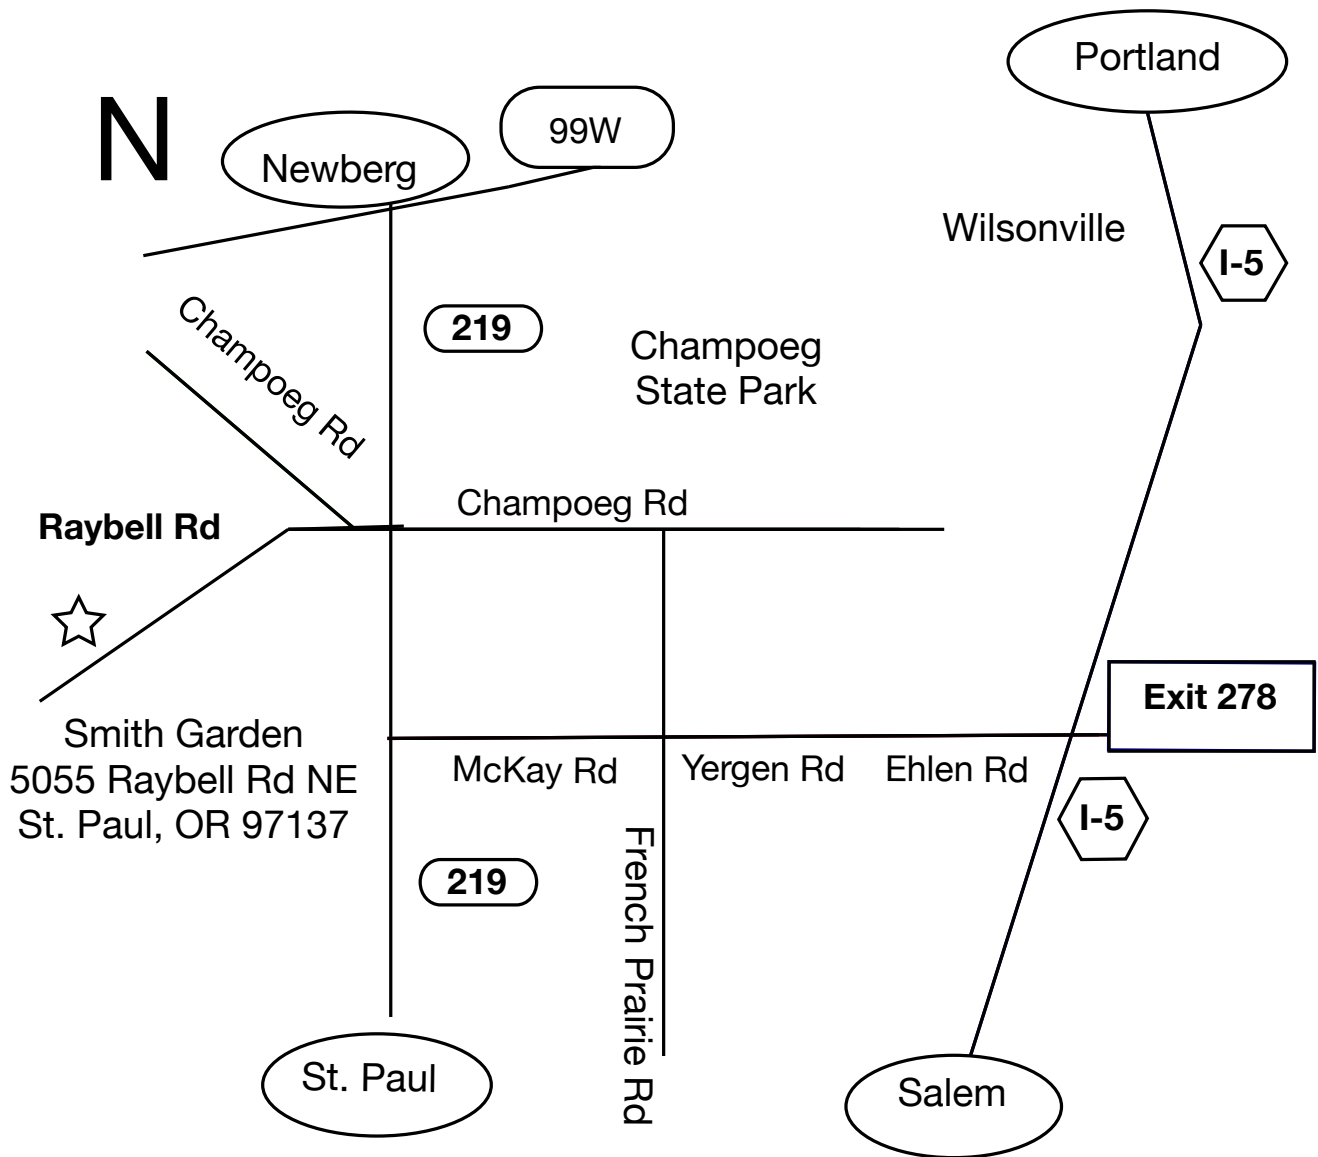 Portland
N
99W
Newberg
Wilsonville
I-5
219
Champoeg Rd
Champoeg
State Park
Champoeg Rd
Raybell Rd
Exit 278
Smith Garden
5055 Raybell Rd NE
St. Paul, OR 97137
McKay Rd
Yergen Rd
Ehlen Rd
I-5
219
French Prairie Rd
St. Paul
Salem